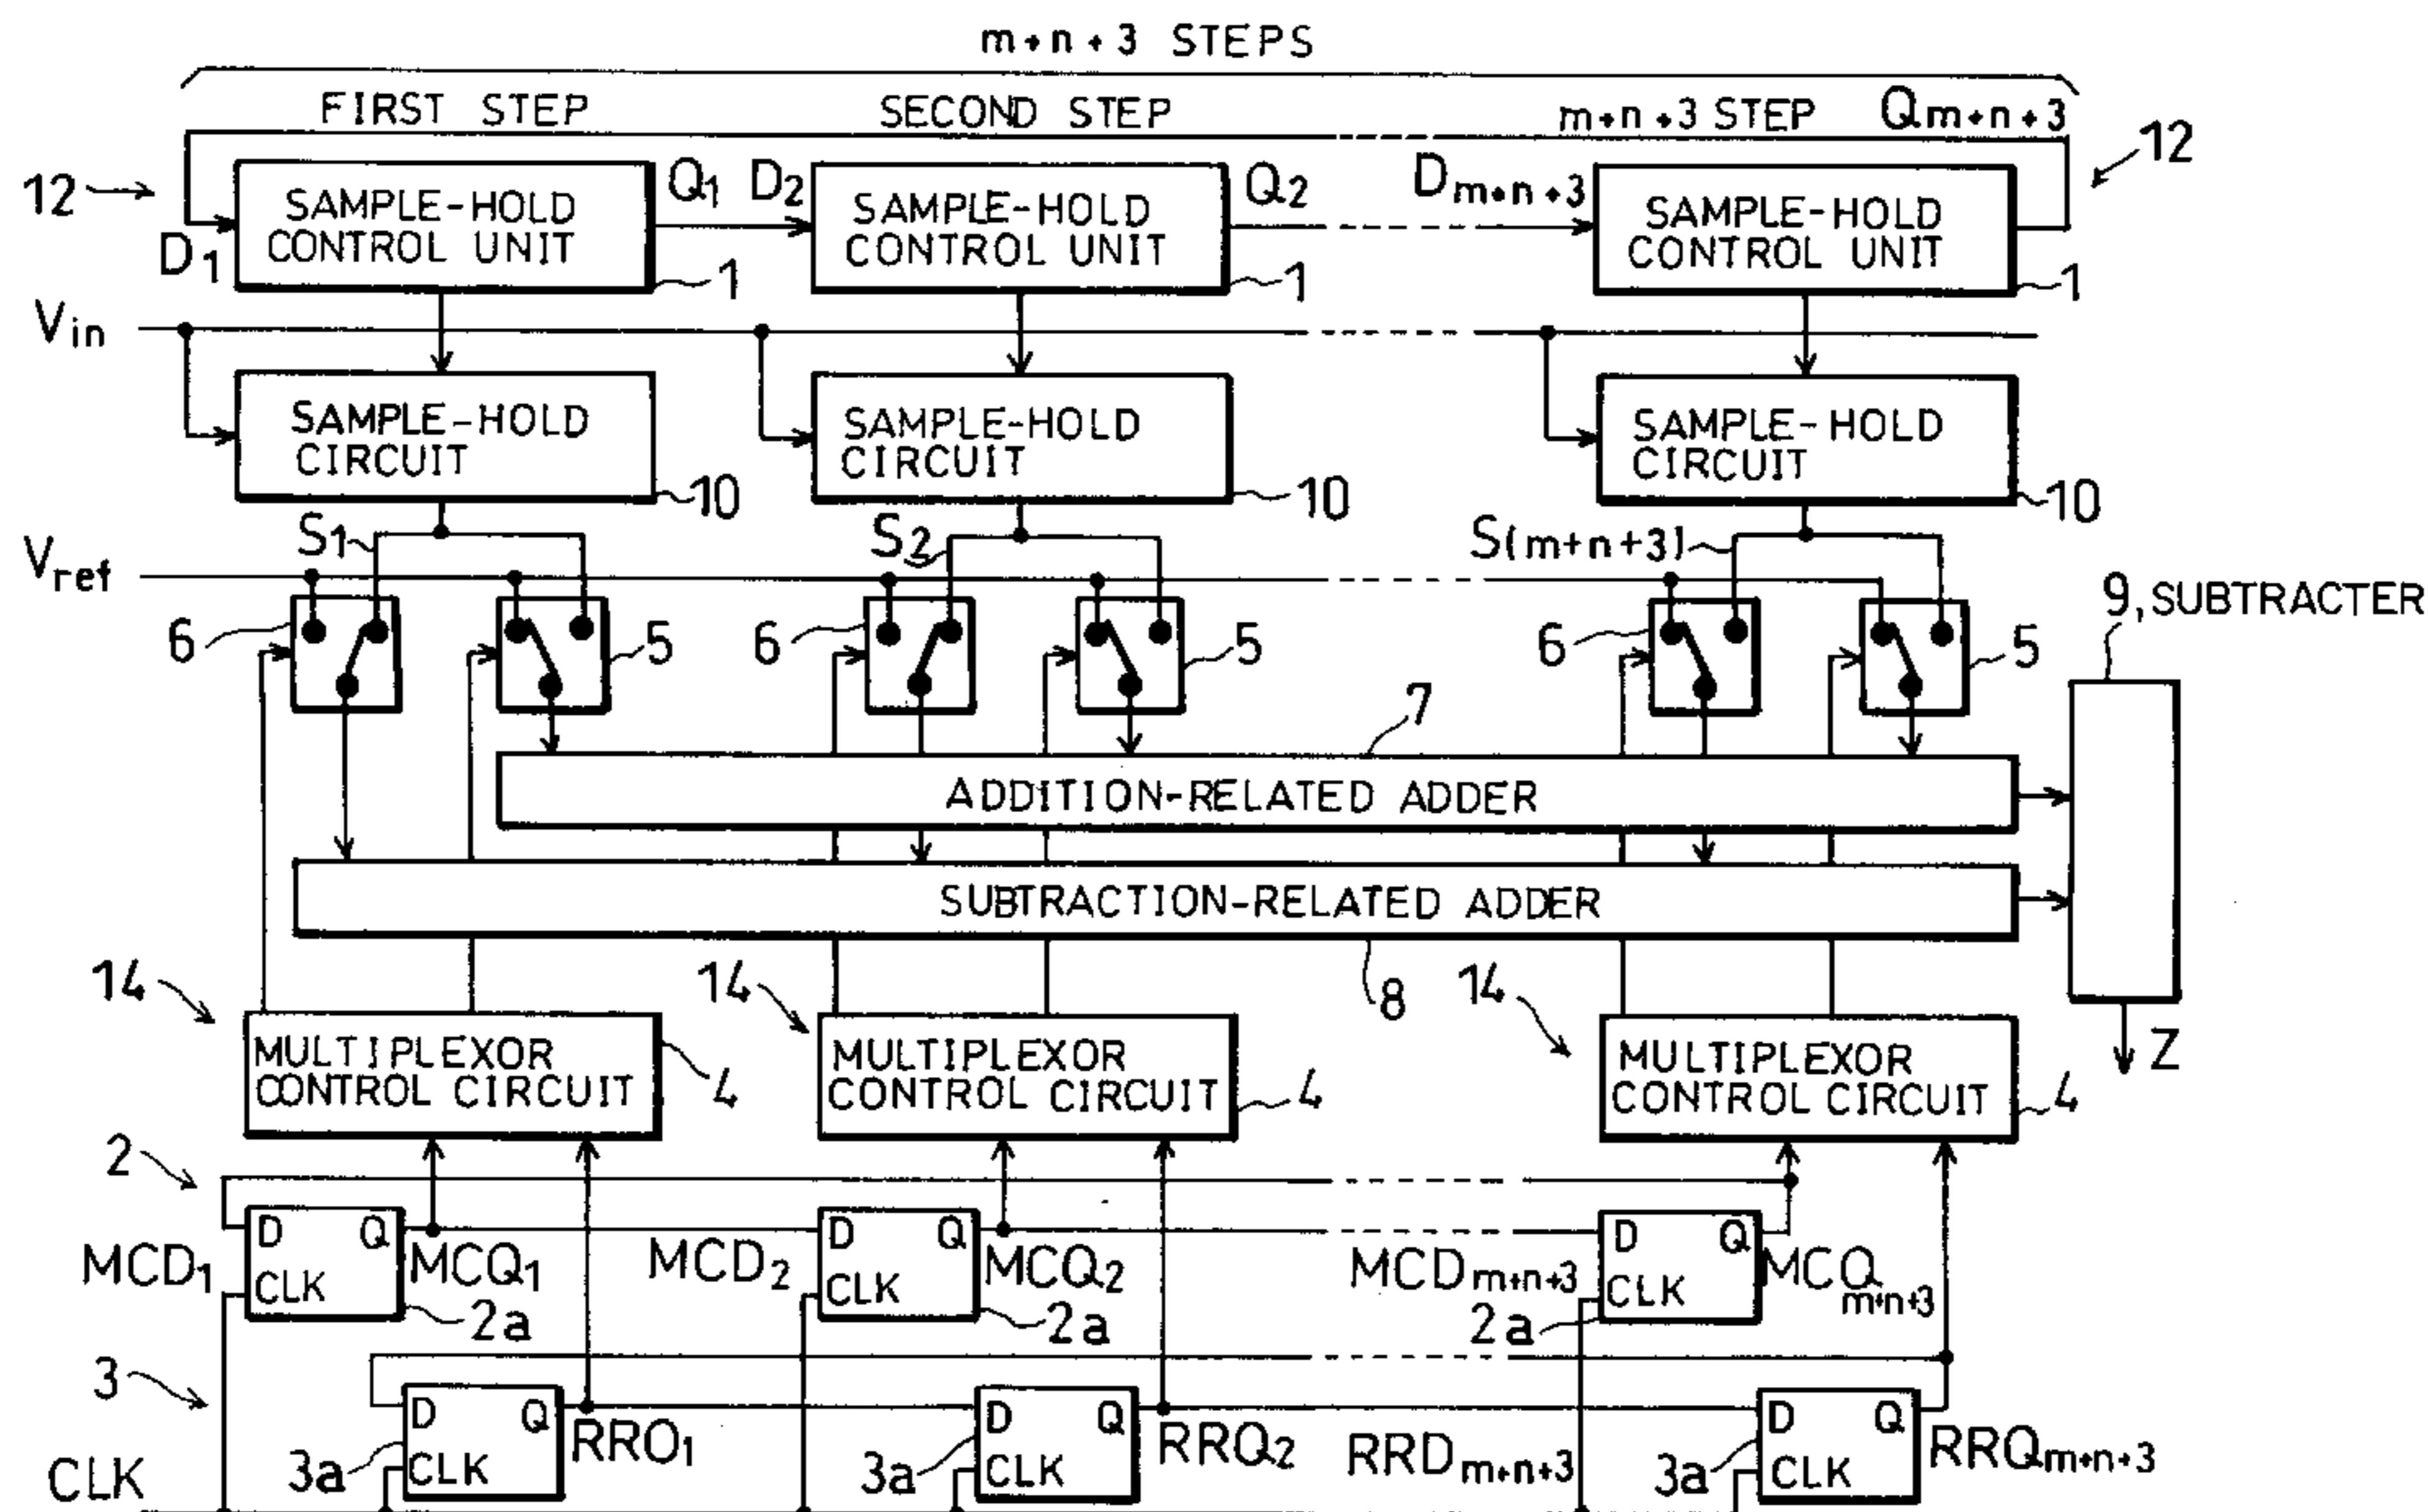 m+n+3 STEPS
FIRST STEP SECOND STEP m+n+3 STEP Qm+n+3
12 12
D1 SAMPLE-HOLD CONTROL UNIT 1 Q1 D2 SAMPLE-HOLD CONTROL UNIT 1 Q2 Dm+n+3 SAMPLE-HOLD CONTROL UNIT 1
Vin
SAMPLE-HOLD CIRCUIT 10 SAMPLE-HOLD CIRCUIT 10 SAMPLE-HOLD CIRCUIT 10
S1 S2 S(m+n+3)
Vref
6 5 6 5 6 5 9, SUBTRACTER
7
ADDITION-RELATED ADDER
SUBTRACTION-RELATED ADDER
14 14 8 14
MULTIPLEXOR CONTROL CIRCUIT 4 MULTIPLEXOR CONTROL CIRCUIT 4 MULTIPLEXOR CONTROL CIRCUIT 4 Z
2
D Q D Q D Q
MCD1 CLK MCQ1 MCD2 CLK MCQ2 MCDm+n+3 CLK MCQm+n+3
2a 2a 2a
3
D Q D Q D Q
RRO1 RRQ2 RRDm+n+3 RRQm+n+3
CLK 3a CLK 3a CLK 3a CLK